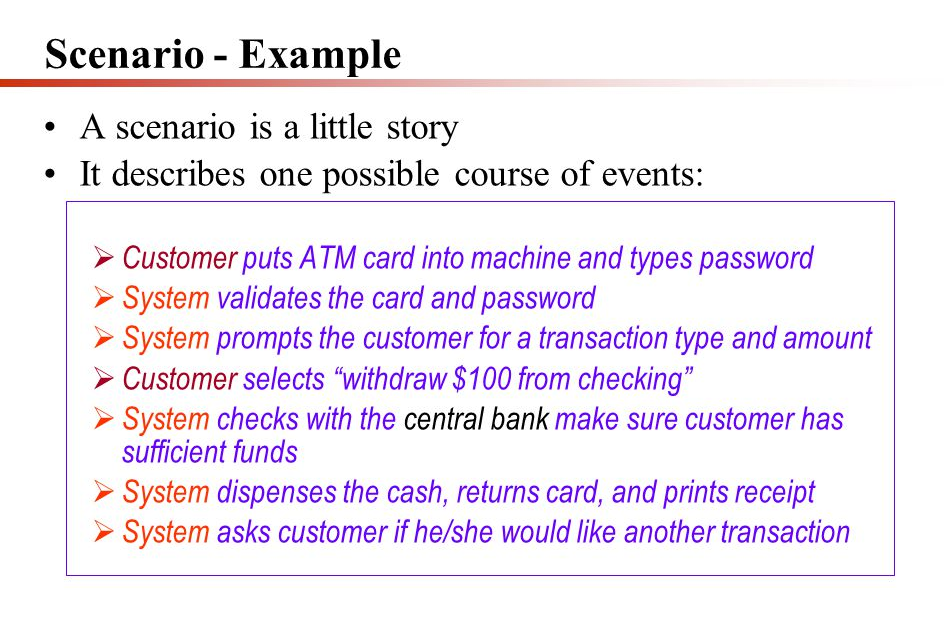 Scenario - Example
• A scenario is a little story
• It describes one possible course of events:
➢ Customer puts ATM card into machine and types password
➢ System validates the card and password
➢ System prompts the customer for a transaction type and amount
➢ Customer selects “withdraw $100 from checking”
➢ System checks with the central bank make sure customer has
sufficient funds
➢ System dispenses the cash, returns card, and prints receipt
➢ System asks customer if he/she would like another transaction